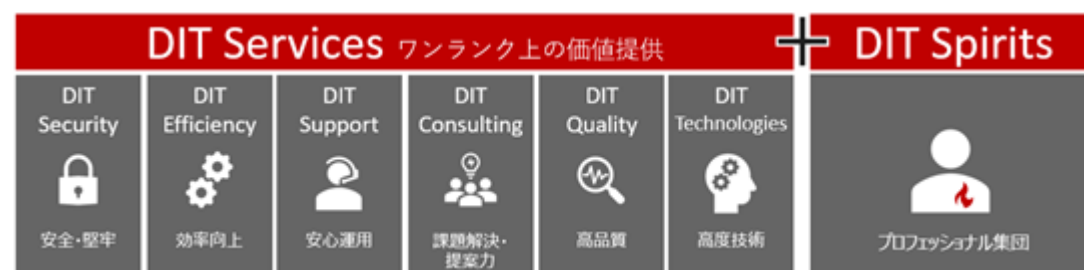 DIT Services ワンランク上の価値提供
+ DIT Spirits
DIT
Security
安全・堅牢
DIT
Efficiency
効率向上
DIT
Support
安心運用
DIT
Consulting
課題解決・
提案力
DIT
Quality
高品質
DIT
Technologies
高度技術
プロフェッショナル集団